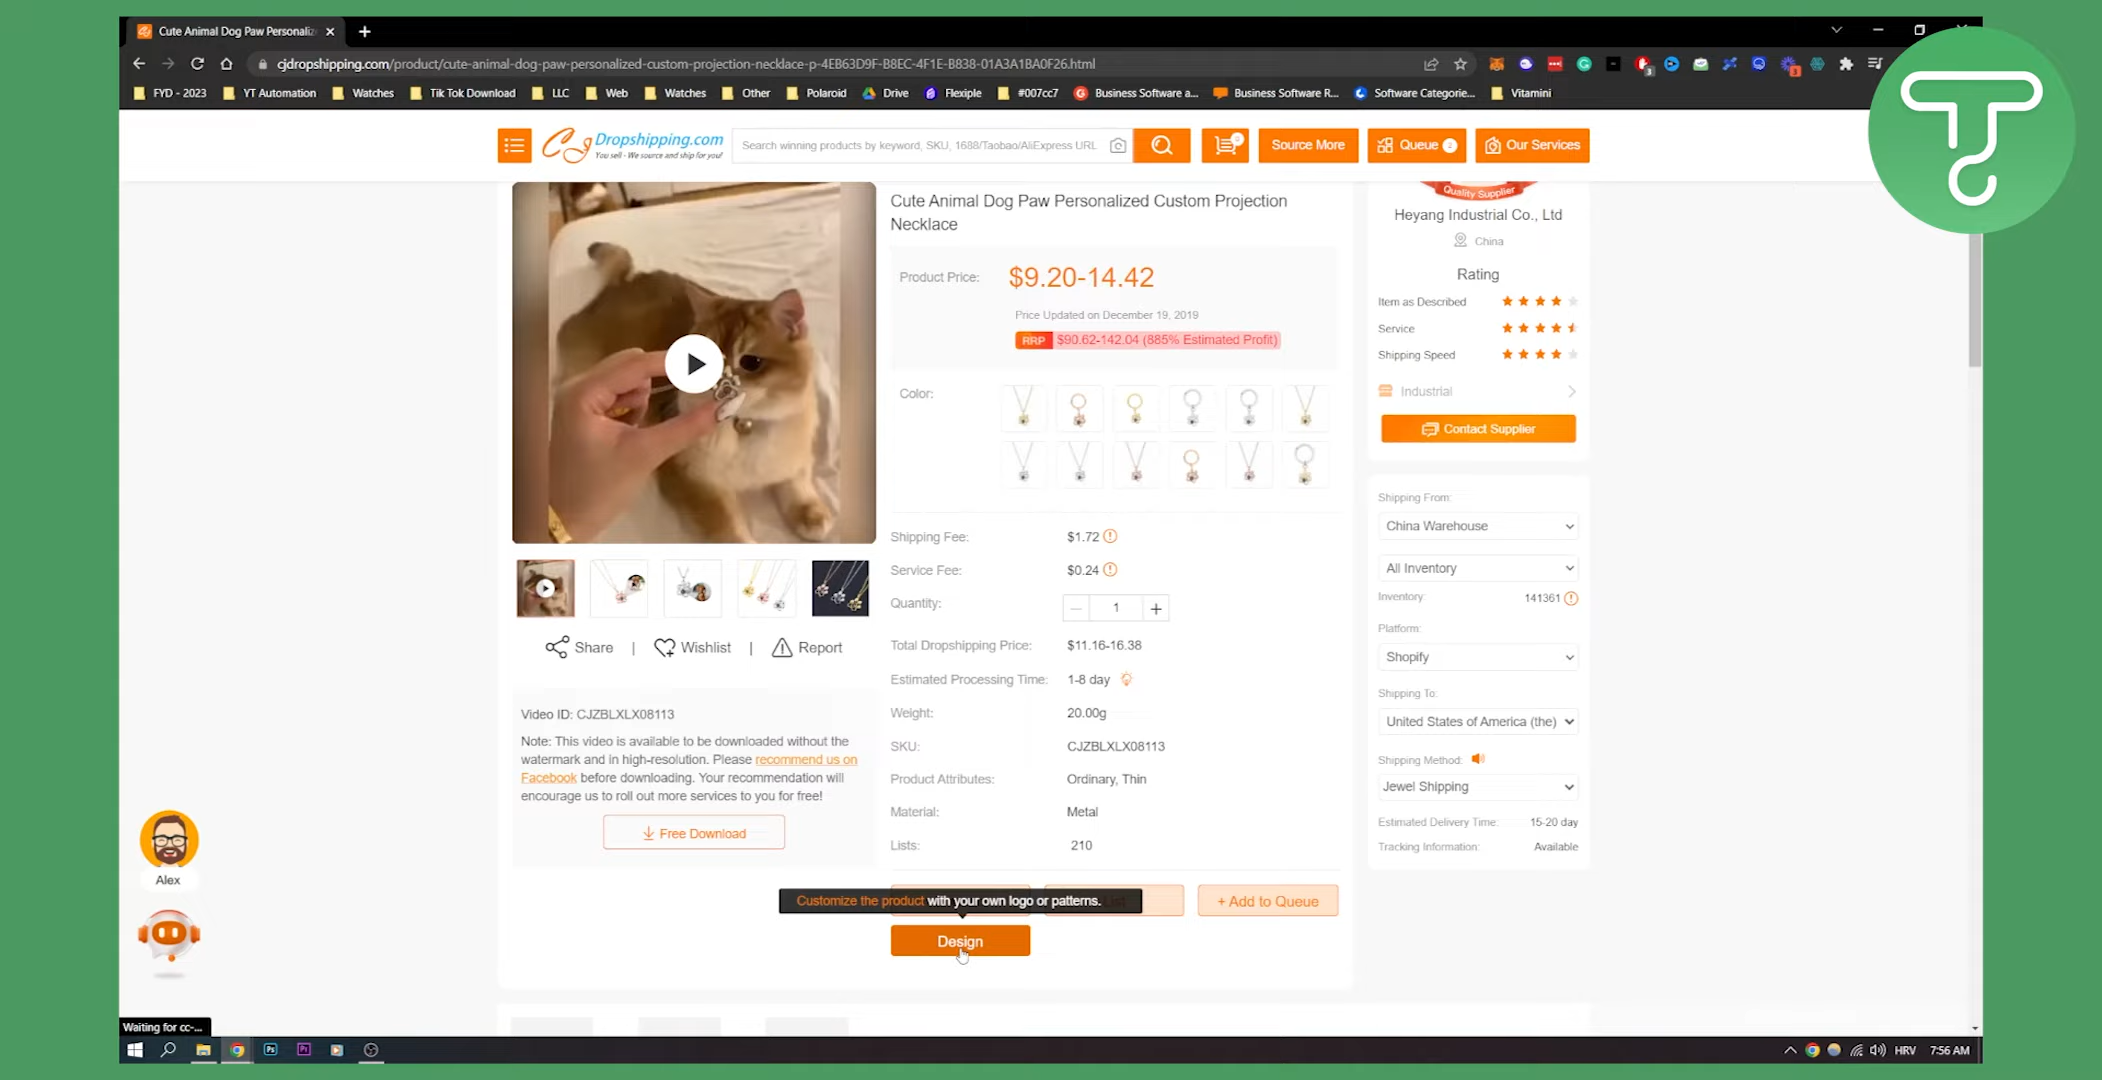 Cute Animal Dog Paw Personaliz
cjdropshipping.com/product/cute-animal-dog-paw-personalized-custom-projection-necklace-p-4EB63D9F-B8EC-4F1E-B838-01A3A1BA0F26.html
FYD - 2023 YT Automation Watches Tik Tok Download LLC Web Watches Other Polaroid Drive Flexiple #007cc7 Business Software a... Business Software R... Software Categorie... Vitamini
CJ Dropshipping.com
You sell - We source and ship for you!
Search winning products by keyword, SKU, 1688/Taobao/AliExpress URL
0
Source More
Queue 2
Our Services
Cute Animal Dog Paw Personalized Custom Projection
Necklace
Product Price: $9.20-14.42
Price Updated on December 19, 2019
RRP $90.62-142.04 (885% Estimated Profit)
Color:
Shipping Fee: $1.72
Service Fee: $0.24
Quantity: 1 +
Total Dropshipping Price: $11.16-16.38
Estimated Processing Time: 1-8 day
Weight: 20.00g
SKU: CJZBLXLX08113
Product Attributes: Ordinary, Thin
Material: Metal
Lists: 210
Customize the product with your own logo or patterns.
+ Add to Queue
Design
Share | Wishlist | Report
Video ID: CJZBLXLX08113
Note: This video is available to be downloaded without the
watermark and in high-resolution. Please recommend us on
Facebook before downloading. Your recommendation will
encourage us to roll out more services to you for free!
Free Download
Quality Supplier
Heyang Industrial Co., Ltd
China
Rating
Item as Described
Service
Shipping Speed
Industrial
Contact Supplier
Shipping From:
China Warehouse
All Inventory
Inventory: 141361
Platform:
Shopify
Shipping To:
United States of America (the)
Shipping Method:
Jewel Shipping
Estimated Delivery Time: 15-20 day
Tracking Information: Available
Alex
Waiting for cc-...
Ps Pr
HRV 7:56 AM